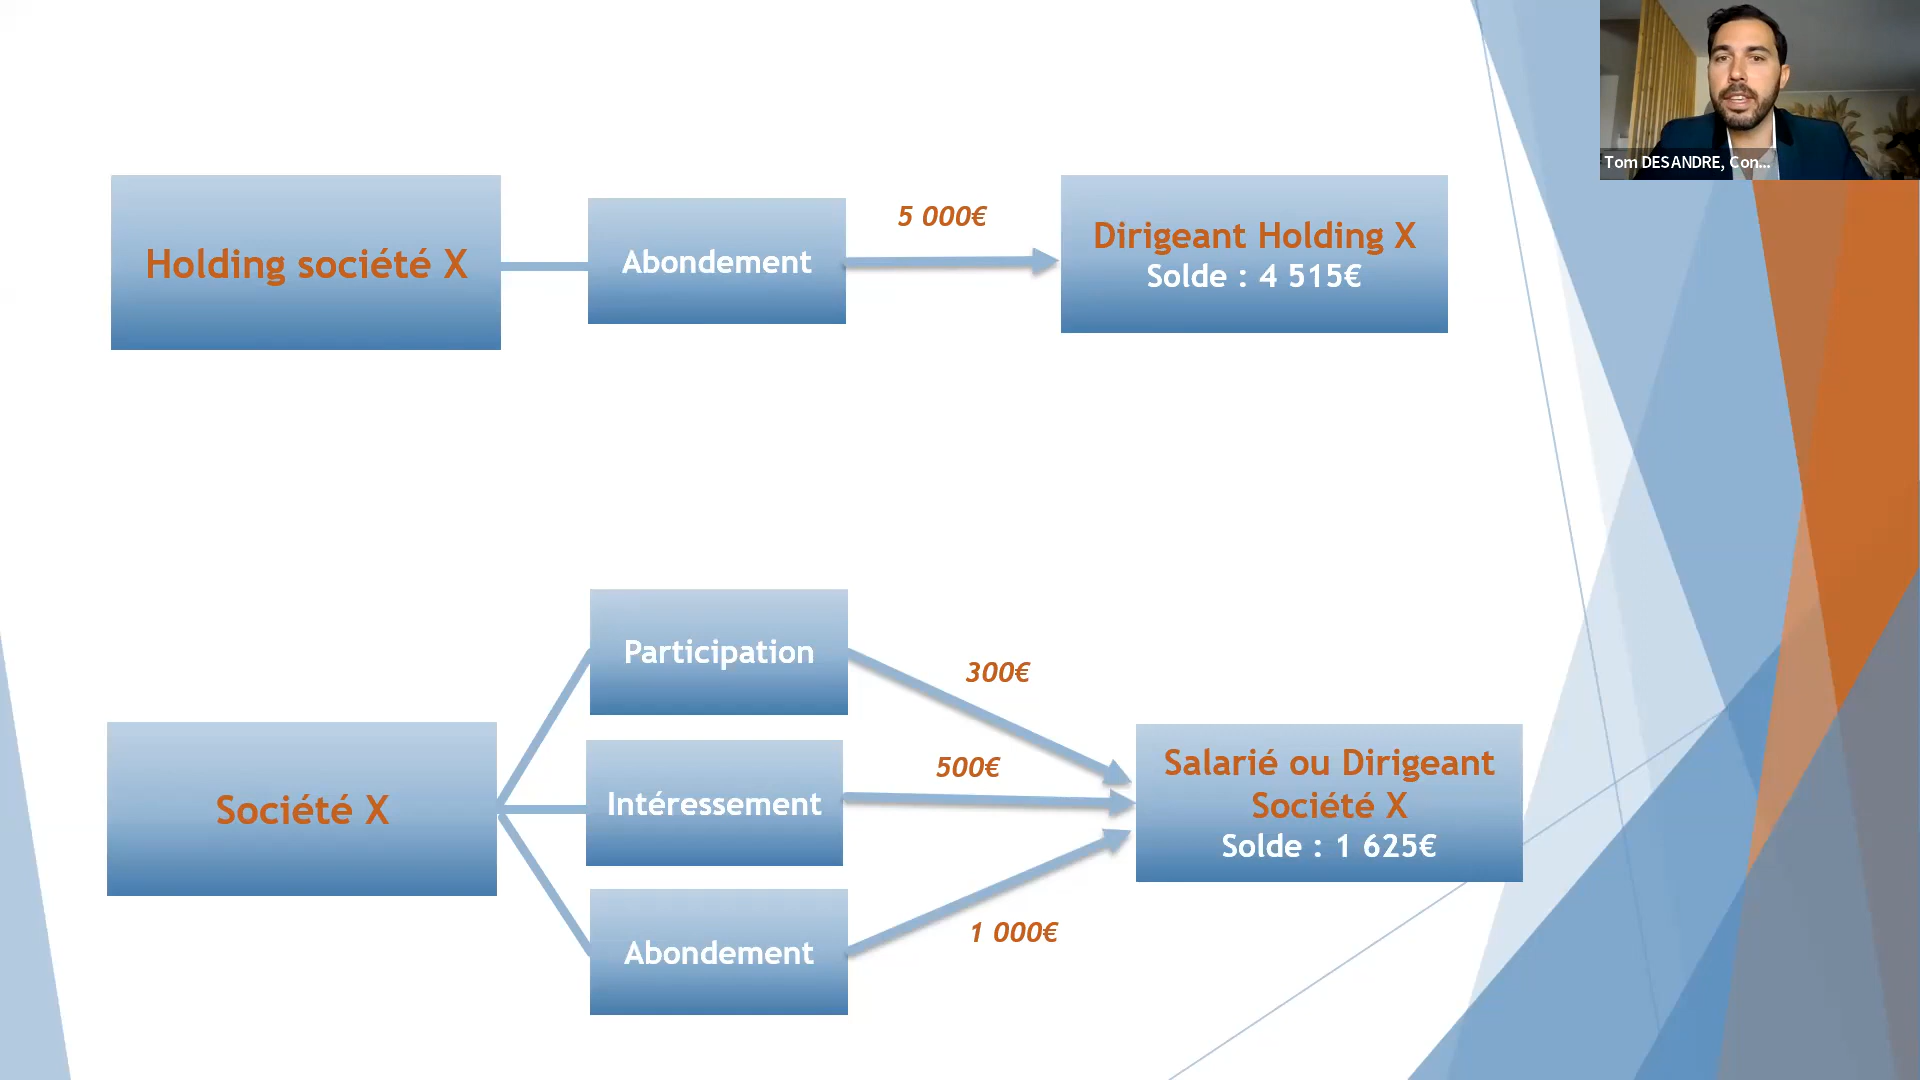 Tom DESANDRE, Con...
Holding société X
Abondement
5 000€
Dirigeant Holding X
Solde : 4 515€
Société X
Participation
Intéressement
Abondement
300€
500€
1 000€
Salarié ou Dirigeant
Société X
Solde : 1 625€